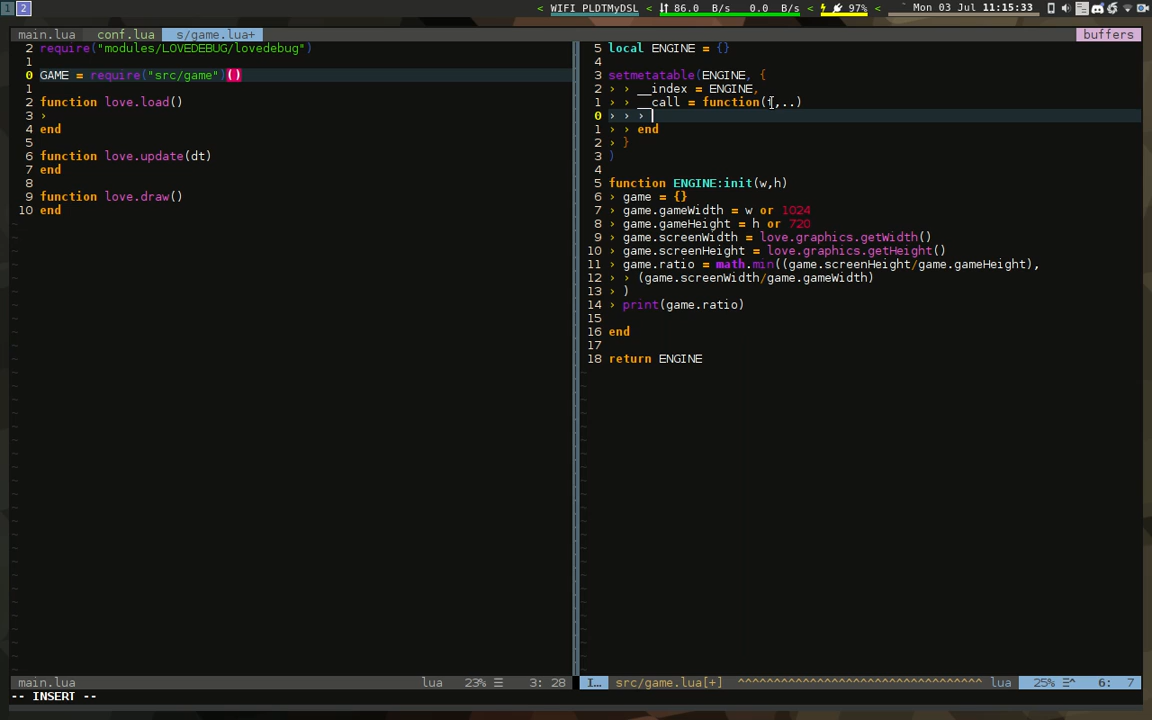 1 2 < WIFI PLDTMyDSL < 86.0 B/s 0.0 B/s < 97% < Mon 03 Jul 11:15:33
main.lua conf.lua s/game.lua+ buffers
2 require("modules/LOVEDEBUG/lovedebug")
1
0 GAME = require("src/game")()
1
2 function love.load()
3 ›
4 end
5
6 function love.update(dt)
7 end
8
9 function love.draw()
10 end
5 local ENGINE = {}
4
3 setmetatable(ENGINE, {
2 › › __index = ENGINE,
1 › › __call = function(t,..)
0 › › ›
1 › › end
2 › }
3 )
4
5 function ENGINE:init(w,h)
6 › game = {}
7 › game.gameWidth = w or 1024
8 › game.gameHeight = h or 720
9 › game.screenWidth = love.graphics.getWidth()
10 › game.screenHeight = love.graphics.getHeight()
11 › game.ratio = math.min((game.screenHeight/game.gameHeight),
12 › › (game.screenWidth/game.gameWidth)
13 › )
14 › print(game.ratio)
15
16 end
17
18 return ENGINE
main.lua lua 23% ☰ 3: 28
I… src/game.lua[+] ^^^^^^^^^^^^^^^^^^^^^^^^^^^^^^^^^^ lua 25% 6: 7
-- INSERT --